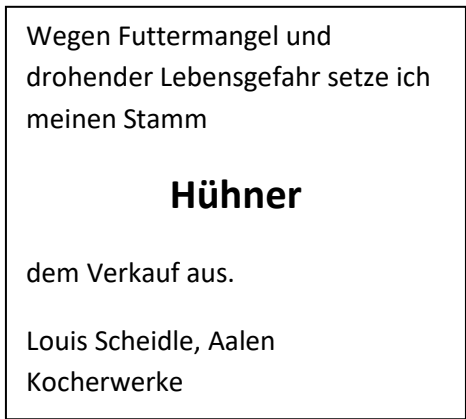 Wegen Futtermangel und
drohender Lebensgefahr setze ich
meinen Stamm
Hühner
dem Verkauf aus.
Louis Scheidle, Aalen
Kocherwerke